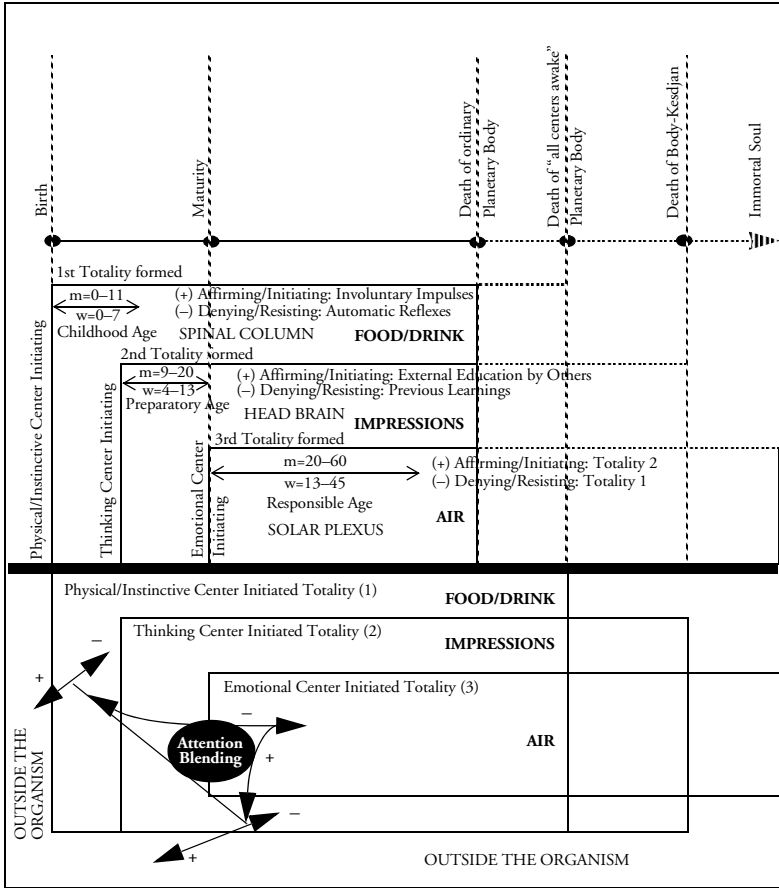 Birth
Maturity
Death of ordinary
Planetary Body
Death of “all centers awake”
Planetary Body
Death of Body-Kesdjan
Immortal Soul
1st Totality formed
m=0–11
w=0–7
Childhood Age
(+) Affirming/Initiating: Involuntary Impulses
(–) Denying/Resisting: Automatic Reflexes
SPINAL COLUMN
FOOD/DRINK
Physical/Instinctive Center Initiating
2nd Totality formed
m=9–20
w=4–13
Preparatory Age
(+) Affirming/Initiating: External Education by Others
(–) Denying/Resisting: Previous Learnings
HEAD BRAIN
IMPRESSIONS
Thinking Center Initiating
3rd Totality formed
m=20–60
w=13–45
Responsible Age
(+) Affirming/Initiating: Totality 2
(–) Denying/Resisting: Totality 1
SOLAR PLEXUS
AIR
Emotional Center
Initiating
Physical/Instinctive Center Initiated Totality (1)
FOOD/DRINK
Thinking Center Initiated Totality (2)
IMPRESSIONS
Emotional Center Initiated Totality (3)
AIR
–
+
–
Attention
Blending
+
–
+
OUTSIDE THE
ORGANISM
OUTSIDE THE ORGANISM